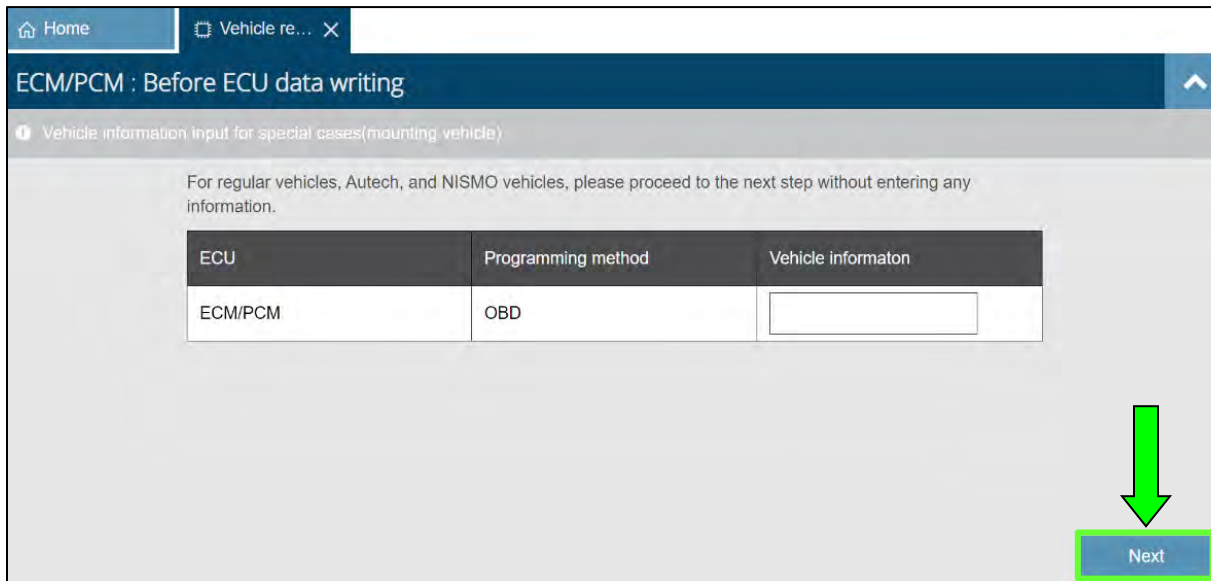 Home
Vehicle re...
ECM/PCM : Before ECU data writing
Vehicle information input for special cases(mounting vehicle)
For regular vehicles, Autech, and NISMO vehicles, please proceed to the next step without entering any
information.
ECU Programming method Vehicle informaton
ECM/PCM OBD
Next